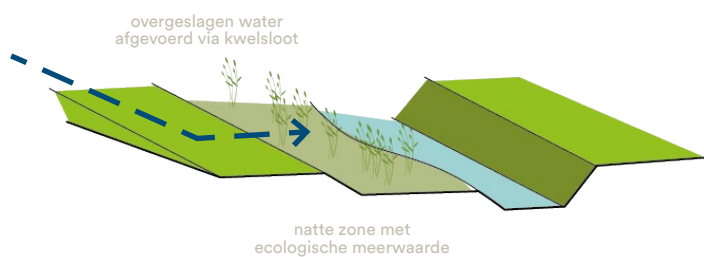 overgeslagen water
afgevoerd via kwelsloot
natte zone met
ecologische meerwaarde